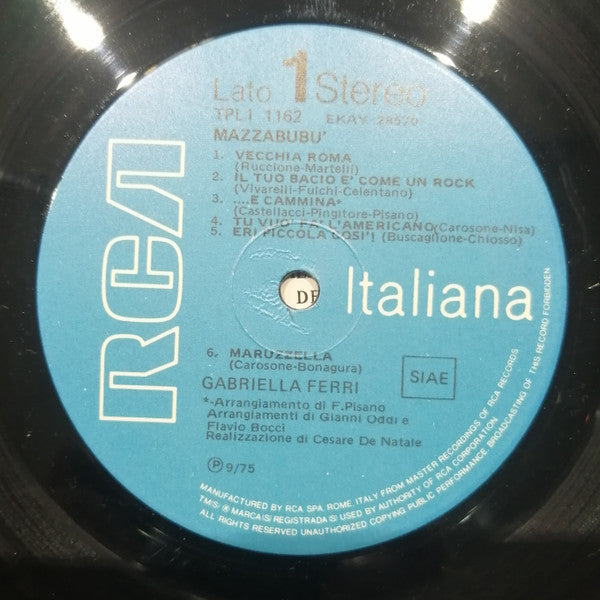 Lato 1 Stereo
TPL1 1162 EKAY 28570
MAZZABUBU'
1. VECCHIA ROMA
(Ruccione-Martelli)
2. IL TUO BACIO E' COME UN ROCK
(Vivarelli-Fulchi-Celentano)
3. ....E CAMMINA*
(Castellacci-Pingitore-Pisano)
4. TU VUO' FA' L'AMERICANO (Carosone-Nisa)
5. ERI PICCOLA COSI'! (Buscaglione-Chiosso)
RCA
Italiana
DE
6. MARUZZELLA
(Carosone-Bonagura)
GABRIELLA FERRI
SIAE
*-Arrangiamento di F. Pisano
Arrangiamenti di Gianni Oddi e
Flavio Bocci
Realizzazione di Cesare De Natale
℗ 9/75
MANUFACTURED BY RCA SPA. ROME, ITALY FROM MASTER RECORDINGS OF RCA RECORDS
TM(S) ® MARCA(S) REGISTRADA(S) USED BY AUTHORITY OF RCA CORPORATION
ALL RIGHTS RESERVED UNAUTHORIZED COPYING PUBLIC PERFORMANCE, BROADCASTING OF THIS RECORD FORBIDDEN